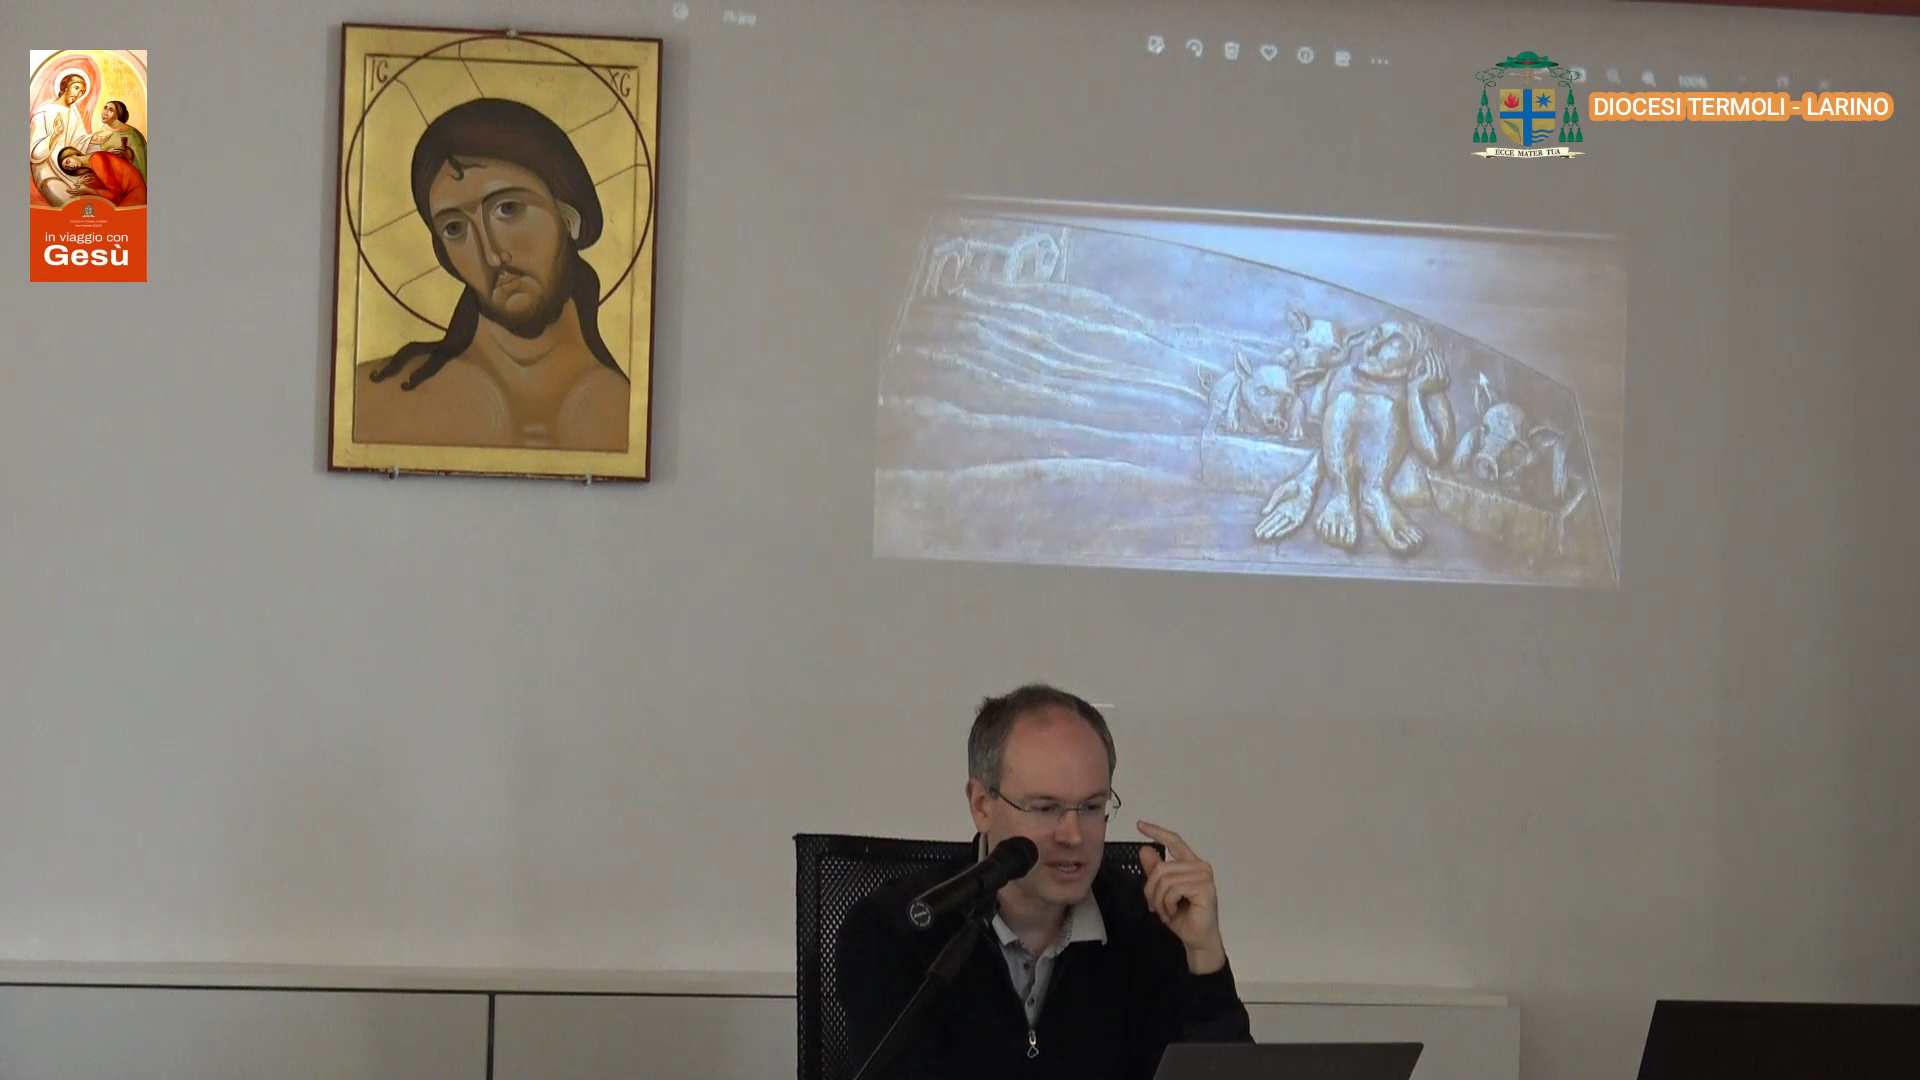 IC
XC
DIOCESI TERMOLI - LARINO
ECCE MATER TUA
in viaggio con
Gesù